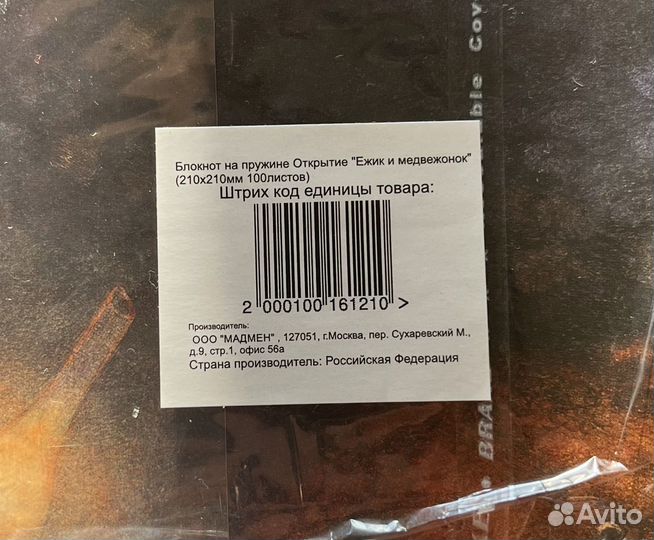 Блокнот на пружине Открытие "Ежик и медвежонок"
(210х210мм 100листов)
Штрих код единицы товара:
2 000100 161210 >
Производитель:
ООО "МАДМЕН" , 127051, г.Москва, пер. Сухаревский М.,
д.9, стр.1, офис 56а
Страна производитель: Российская Федерация
Avito